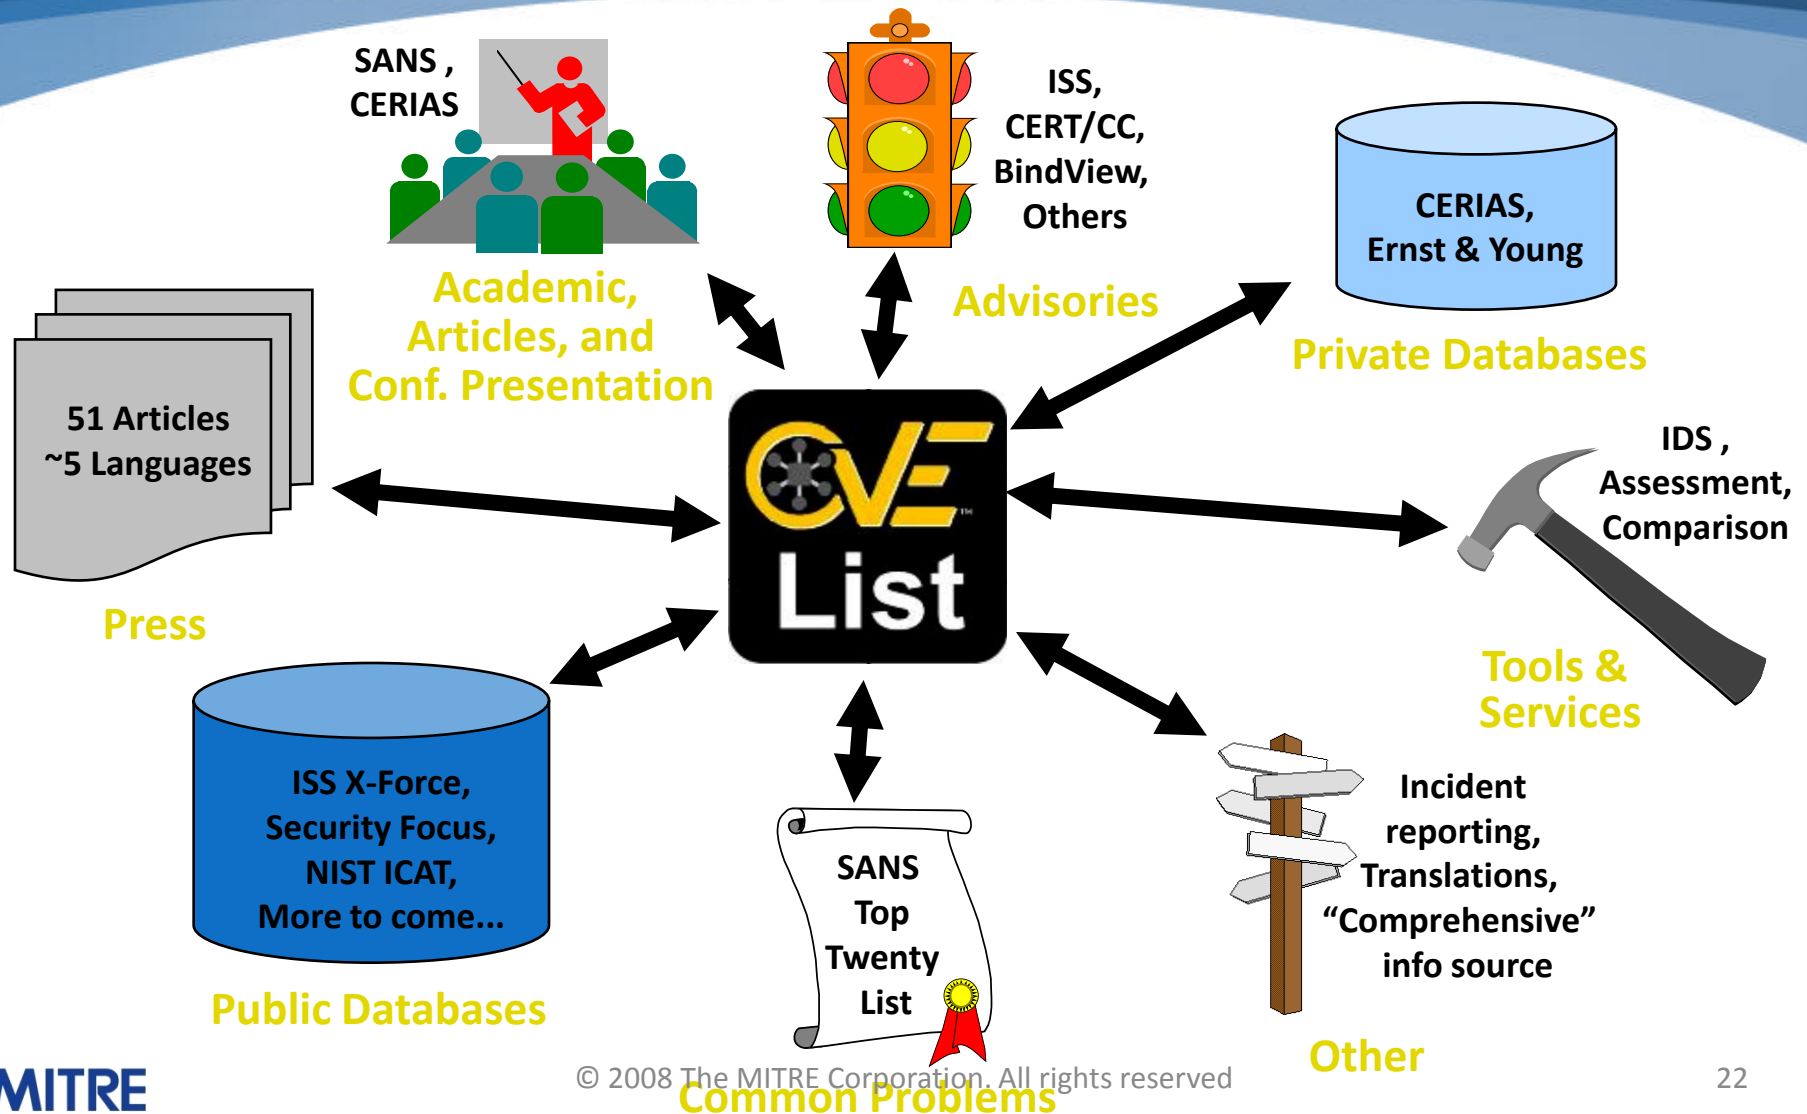 SANS ,
CERIAS
Academic,
Articles, and
Conf. Presentation
ISS,
CERT/CC,
BindView,
Others
Advisories
CERIAS,
Ernst & Young
Private Databases
51 Articles
~5 Languages
Press
CVE™
List
IDS ,
Assessment,
Comparison
Tools &
Services
ISS X-Force,
Security Focus,
NIST ICAT,
More to come...
Public Databases
SANS
Top
Twenty
List
Common Problems
Incident
reporting,
Translations,
“Comprehensive”
info source
Other
MITRE
© 2008 The MITRE Corporation. All rights reserved
22